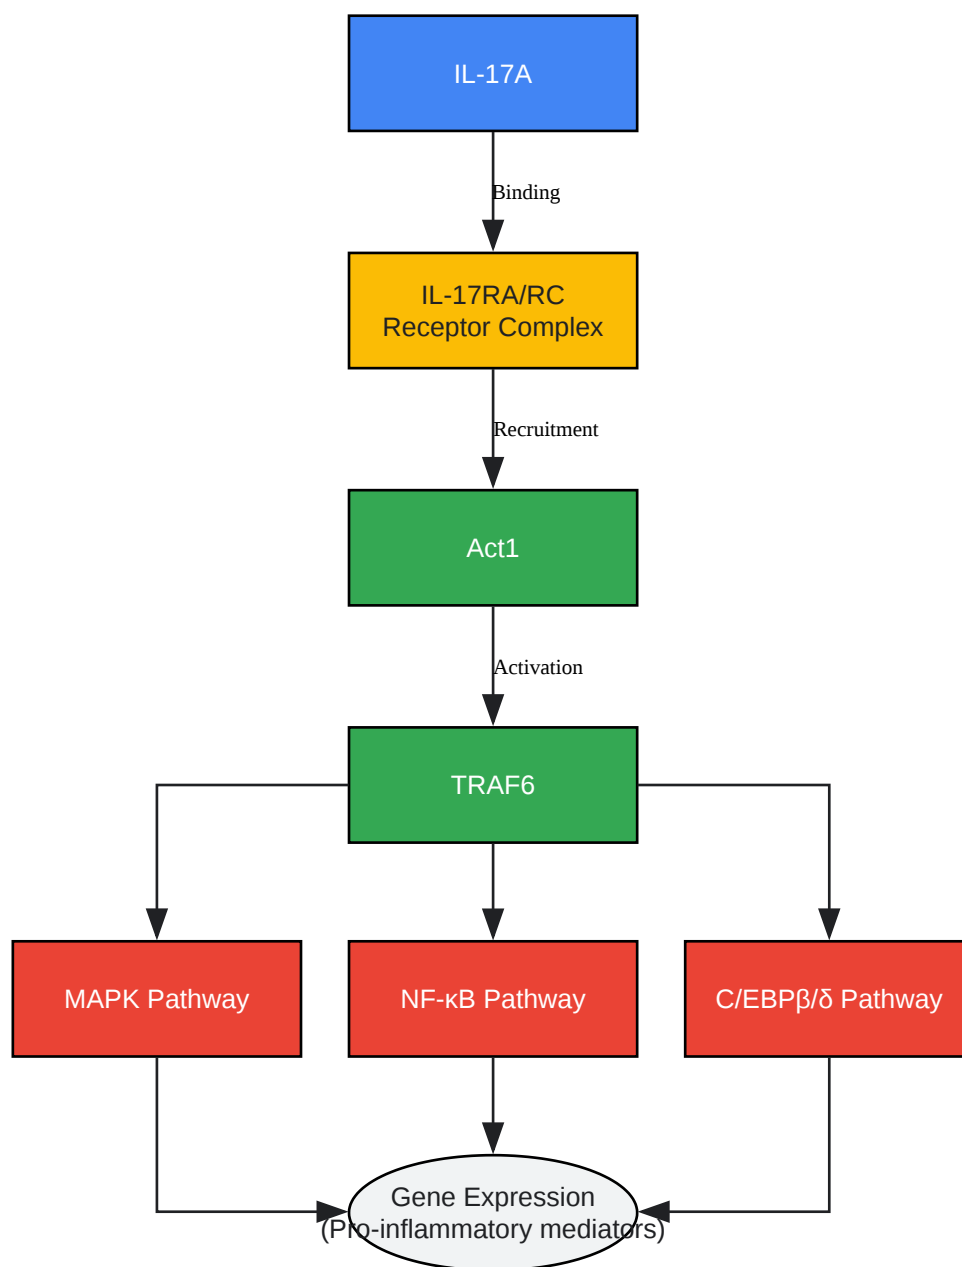 IL-17A
Binding
IL-17RA/RC
Receptor Complex
Recruitment
Act1
Activation
TRAF6
MAPK Pathway
NF-κB Pathway
C/EBPβ/δ Pathway
Gene Expression
(Pro-inflammatory mediators)